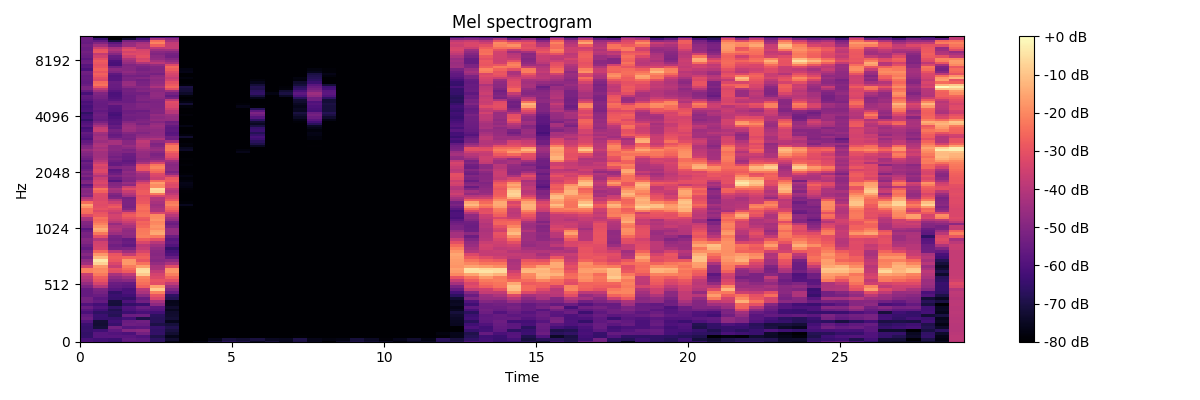 Mel spectrogram
+0 dB
8192
-10 dB
4096
-20 dB
-30 dB
Hz
2048
-40 dB
1024
-50 dB
-60 dB
512
-70 dB
0
-80 dB
0 5 10 15 20 25
Time